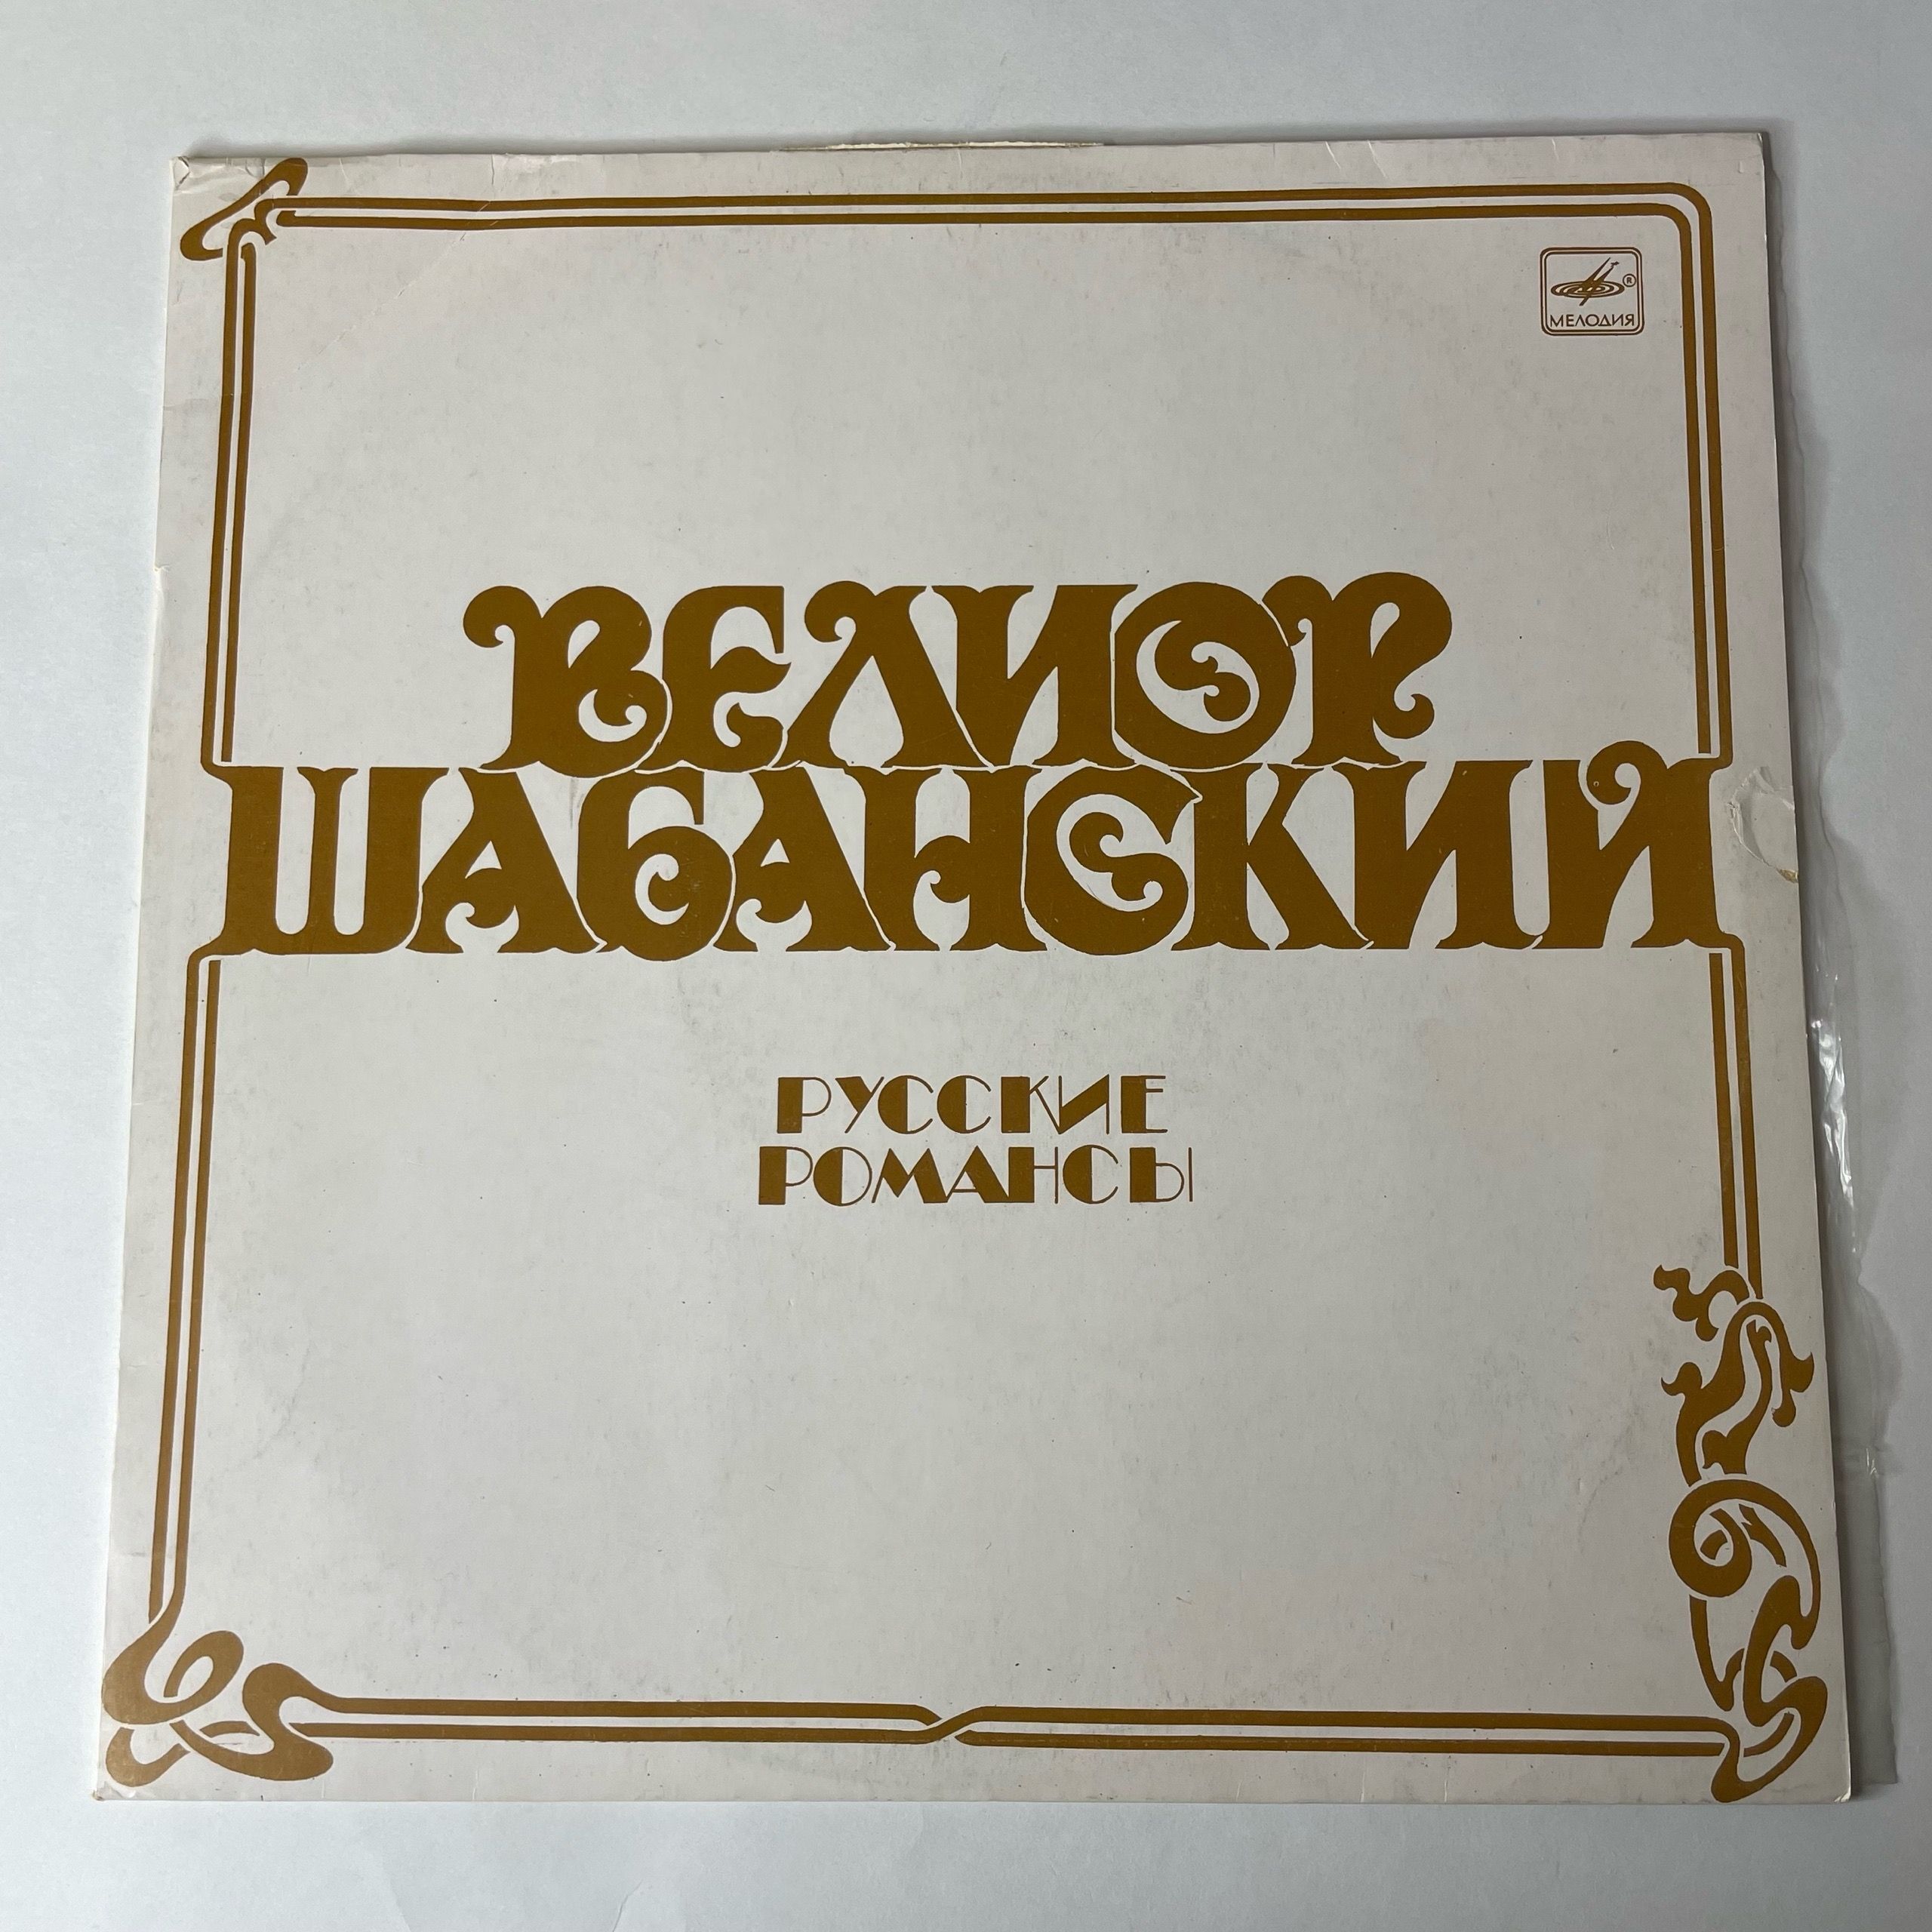 МЕЛОДИЯ ®
ВЕЛИОР
ШАБАНСКИЙ
РУССКИЕ
РОМАНСЫ